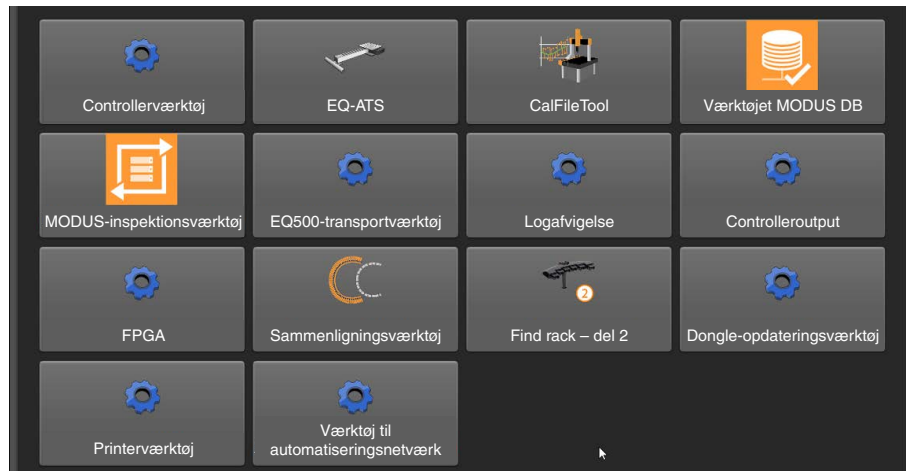 Controllerværktøj
EQ-ATS
CalFileTool
Værktøjet MODUS DB
MODUS-inspektionsværktøj
EQ500-transportværktøj
Logafvigelse
Controlleroutput
FPGA
Sammenligningsværktøj
2
Find rack – del 2
Dongle-opdateringsværktøj
Printerværktøj
Værktøj til
automatiseringsnetværk